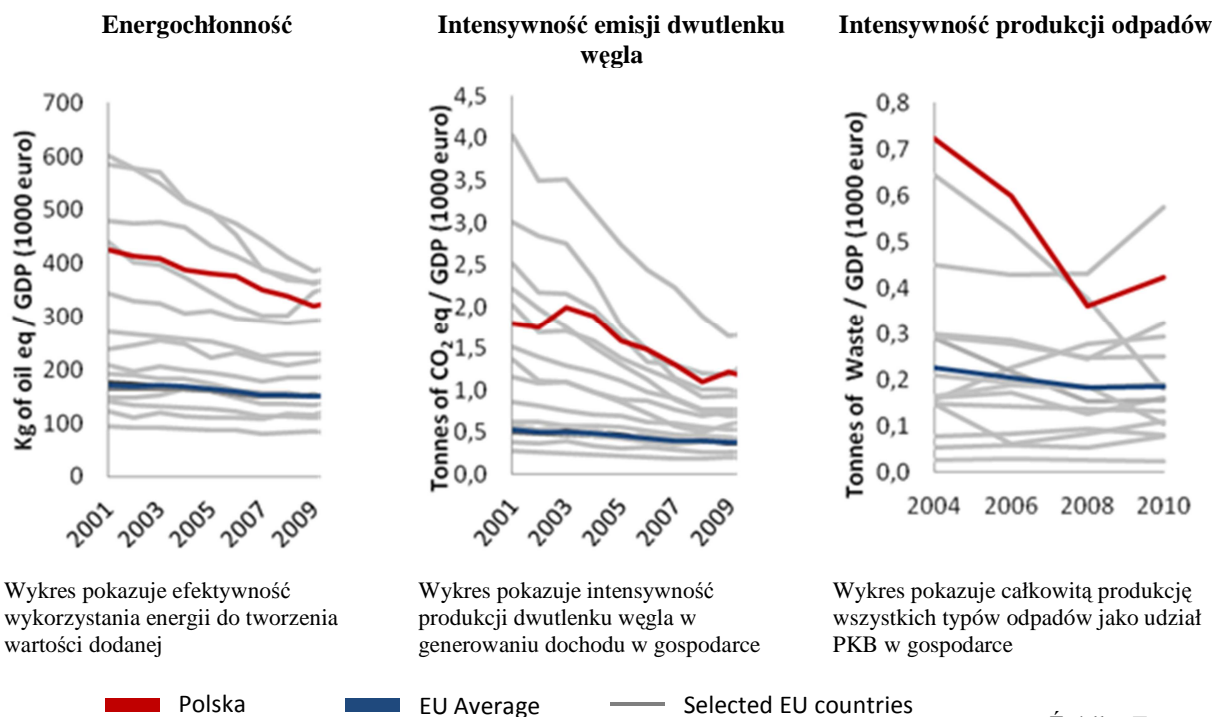 Energochłonność
Intensywność emisji dwutlenku
węgla
Intensywność produkcji odpadów
Kg of oil eq / GDP (1000 euro)
700
600
500
400
300
200
100
0
2001
2003
2005
2007
2009
Tonnes of CO₂ eq / GDP (1000 euro)
4,5
4,0
3,5
3,0
2,5
2,0
1,5
1,0
0,5
0,0
2001
2003
2005
2007
2009
Tonnes of Waste / GDP (1000 euro)
0,8
0,7
0,6
0,5
0,4
0,3
0,2
0,1
0,0
2004 2006 2008 2010
Wykres pokazuje efektywność
wykorzystania energii do tworzenia
wartości dodanej
Wykres pokazuje intensywność
produkcji dwutlenku węgla w
generowaniu dochodu w gospodarce
Wykres pokazuje całkowitą produkcję
wszystkich typów odpadów jako udział
PKB w gospodarce
Polska
EU Average
Selected EU countries